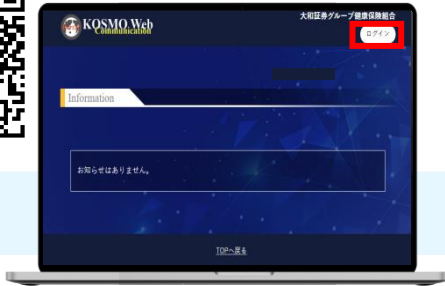 大和証券グループ健康保険組合
KOSMO Web
Communication
ログイン
Information
お知らせはありません。
TOPへ戻る